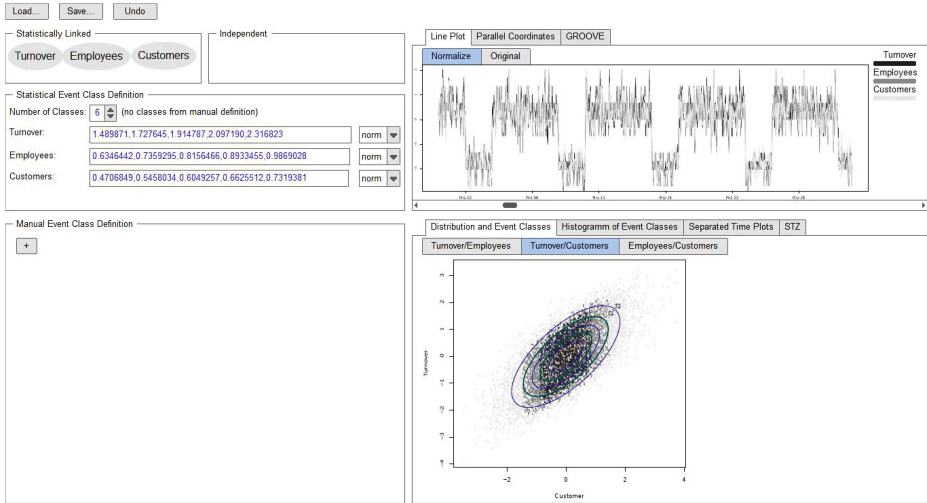 Load...
Save...
Undo
Statistically Linked
Independent
Turnover
Employees
Customers
Statistical Event Class Definition
Number of Classes: 6 (no classes from manual definition)
Turnover: 1.489871,1.727645,1.914787,2.097190,2.316823 norm
Employees: 0.6346442,0.7359295,0.8156466,0.8933455,0.9869028 norm
Customers: 0.4706849,0.5458034,0.6049257,0.6625512,0.7319381 norm
Manual Event Class Definition
+
Line Plot
Parallel Coordinates
GROOVE
Normalize
Original
Turnover
Employees
Customers
Distribution and Event Classes
Histogramm of Event Classes
Separated Time Plots
STZ
Turnover/Employees
Turnover/Customers
Employees/Customers
3
2
1
0
-1
-2
-3
-4
Turnover
-2
0
2
4
Customer